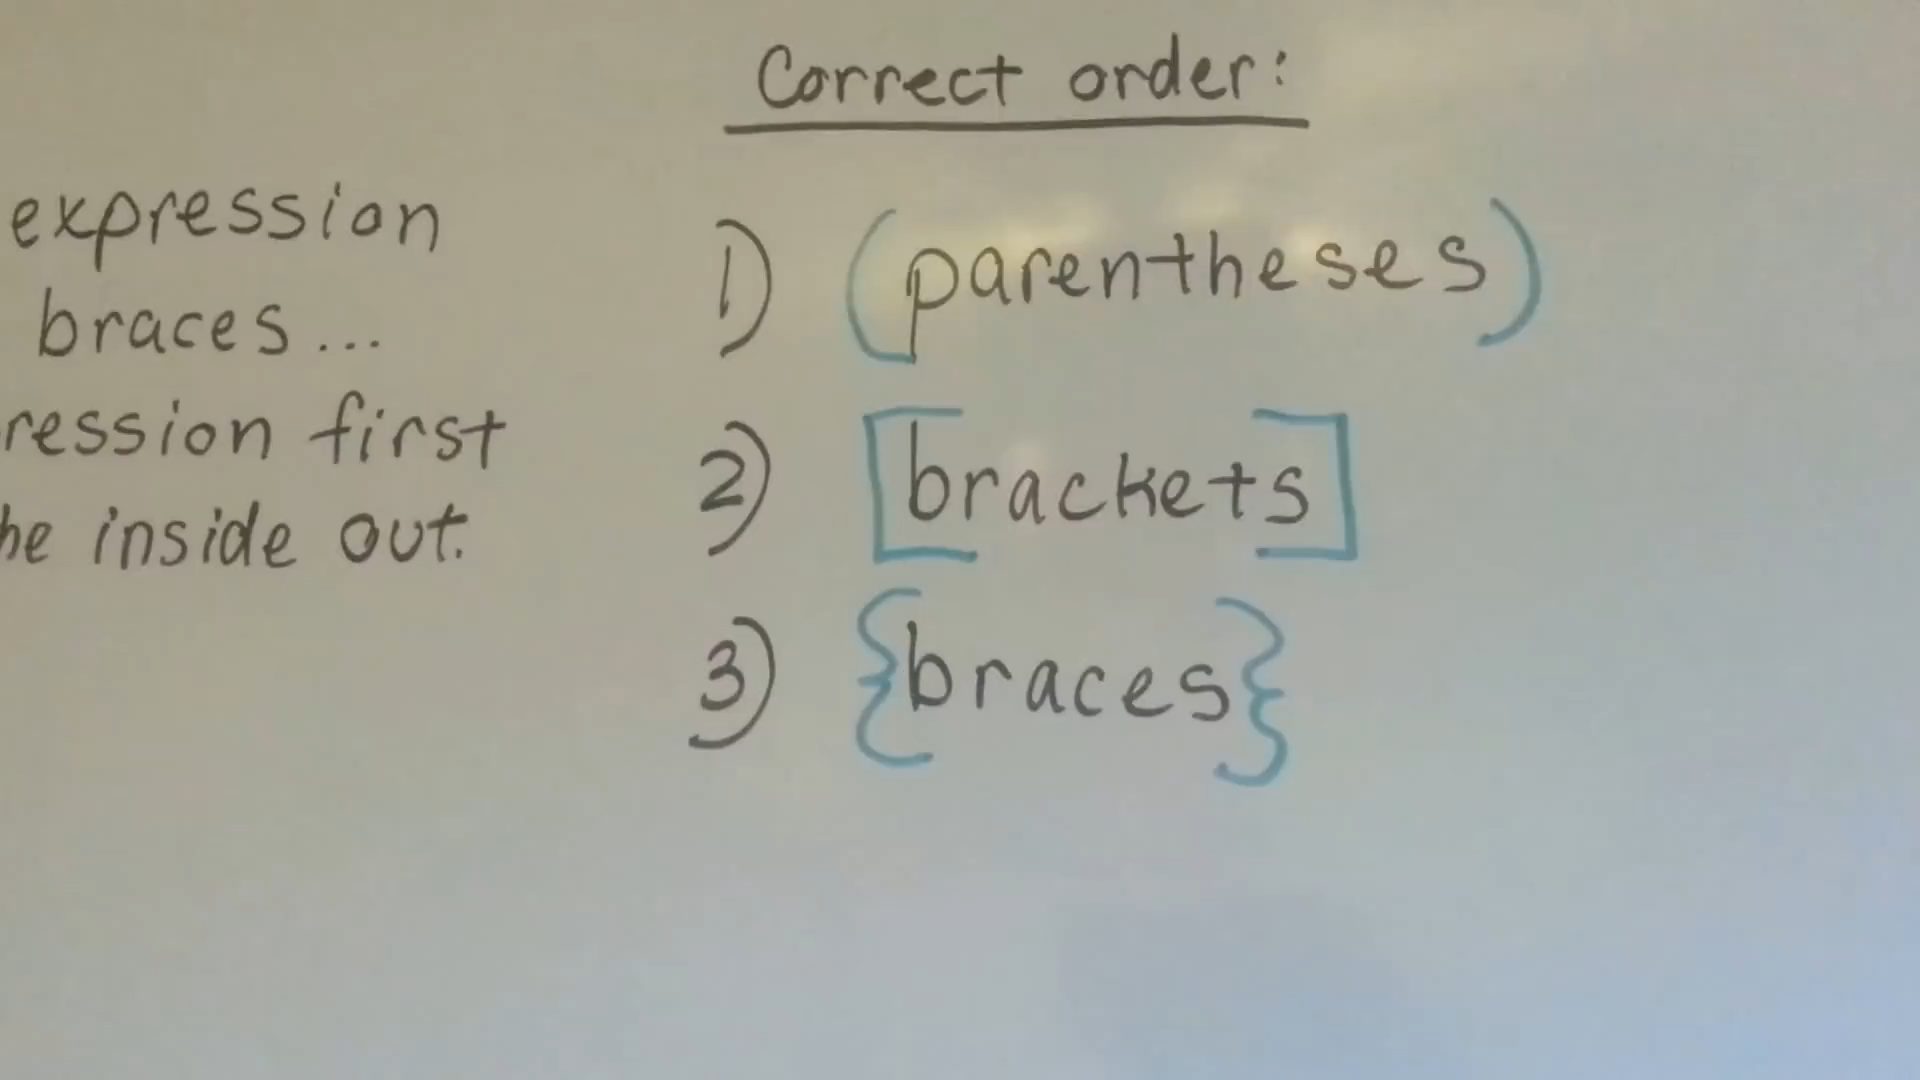 Correct order:
expression
braces...
ression first
he inside out.
1) (parentheses)
2) [brackets]
3) {braces}